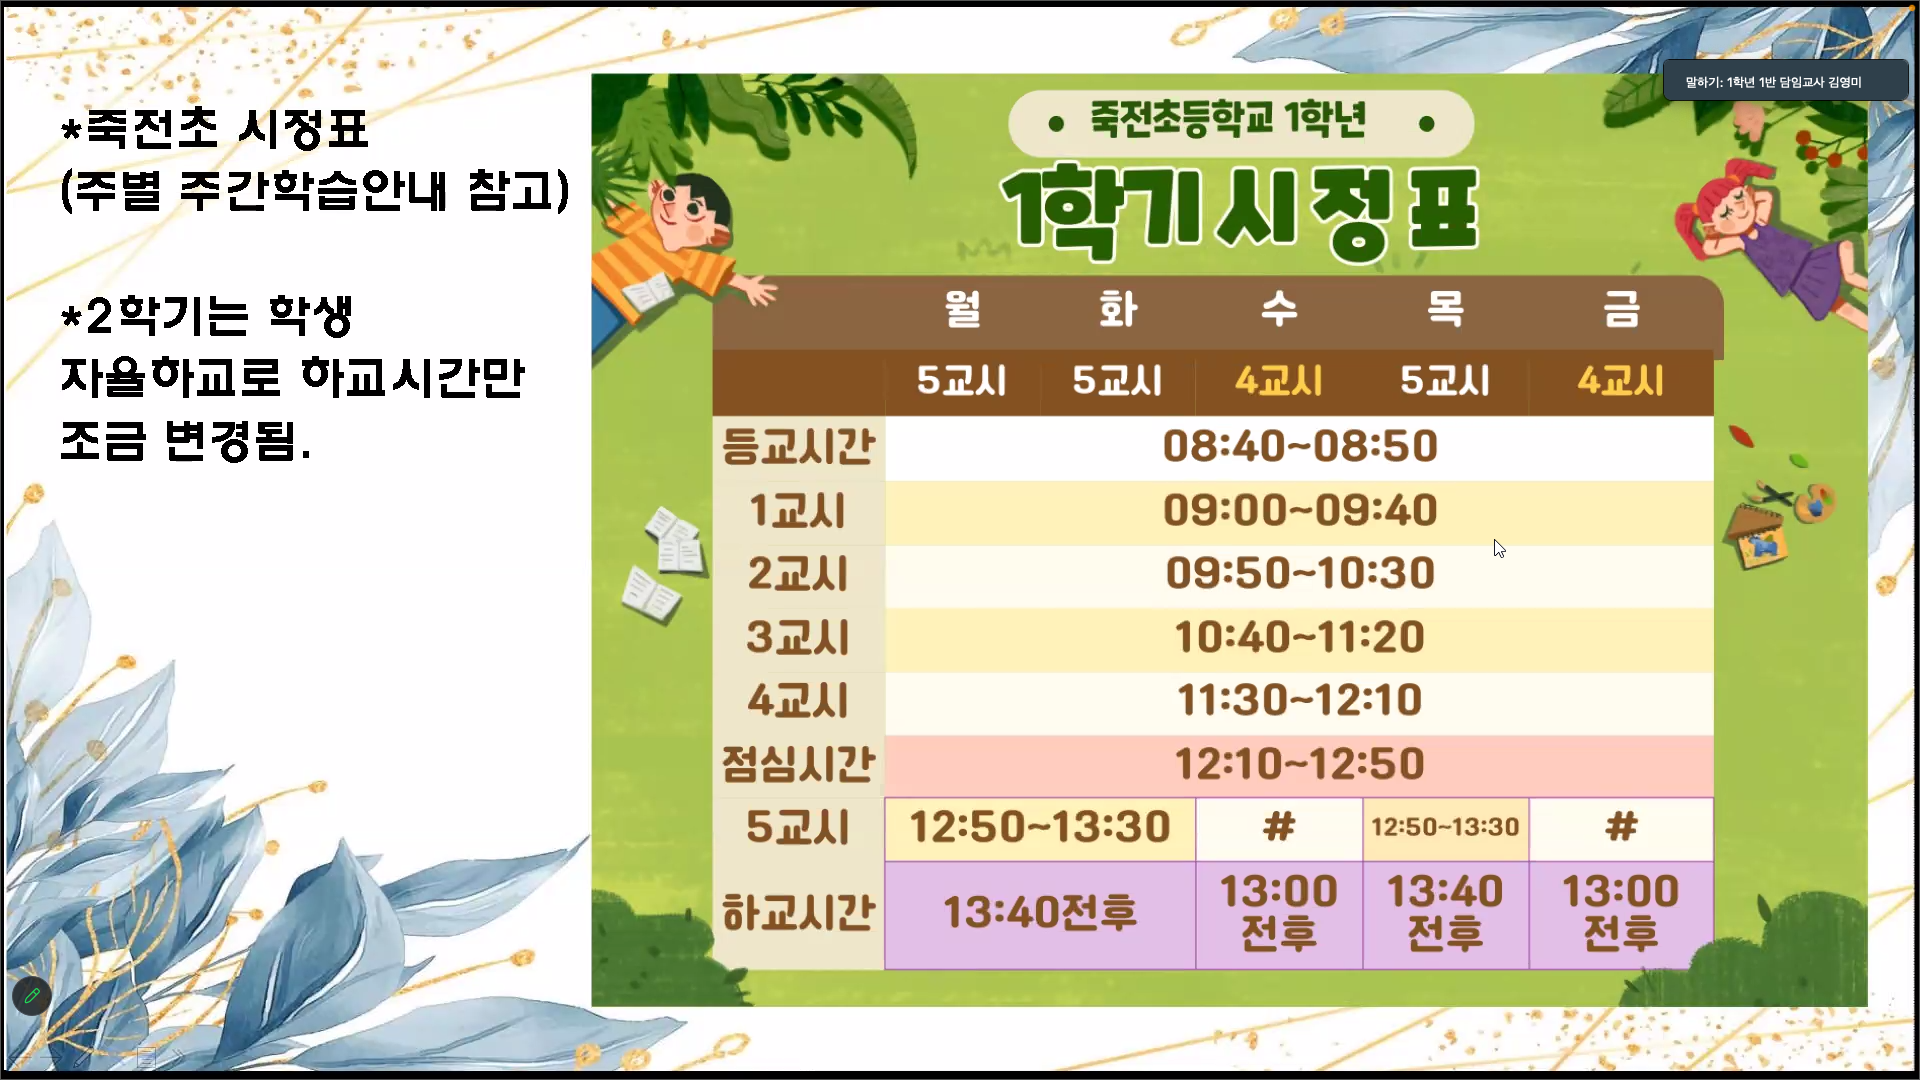 말하기: 1학년 1반 담임교사 김영미
*죽전초 시정표
(주별 주간학습안내 참고)
*2학기는 학생
자율하교로 하교시간만
조금 변경됨.
• 죽전초등학교 1학년 •
1학기 시정표
월 화 수 목 금
5교시 5교시 4교시 5교시 4교시
등교시간 08:40~08:50
1교시 09:00~09:40
2교시 09:50~10:30
3교시 10:40~11:20
4교시 11:30~12:10
점심시간 12:10~12:50
5교시 12:50~13:30 # 12:50~13:30 #
하교시간 13:40전후 13:00 13:40 13:00
전후 전후 전후